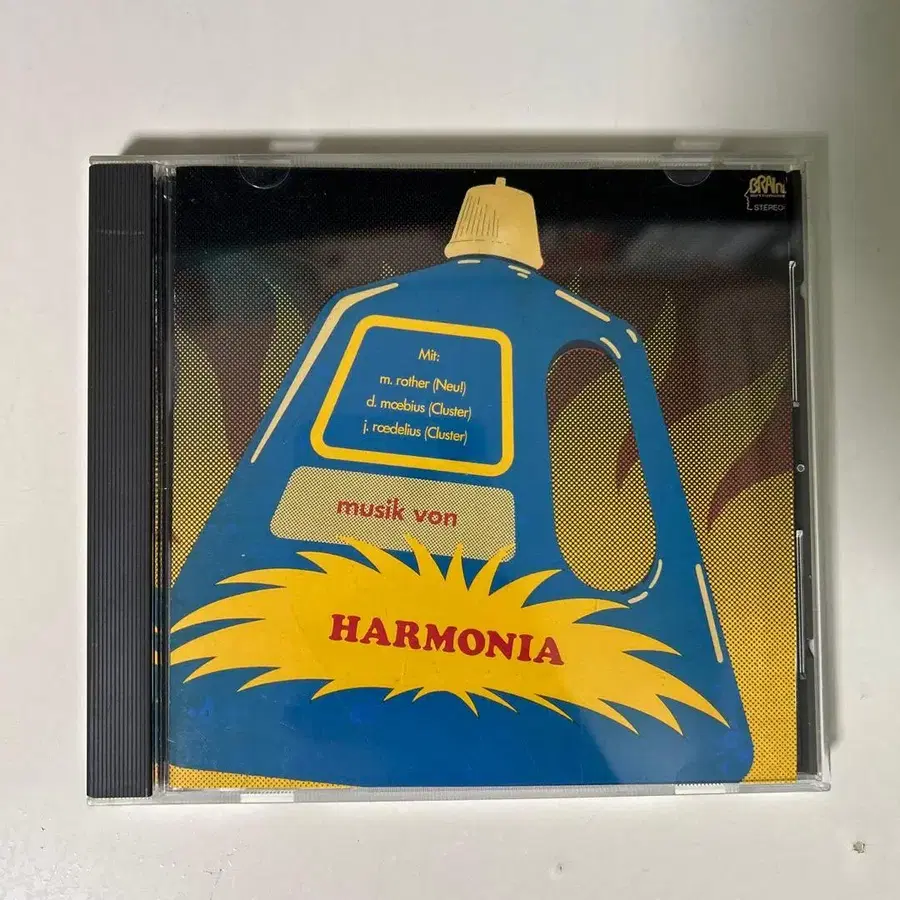 BRAIN
STEREO
Mit:
m. rother (Neu!)
d. mœbius (Cluster)
j. rœdelius (Cluster)
musik von
HARMONIA